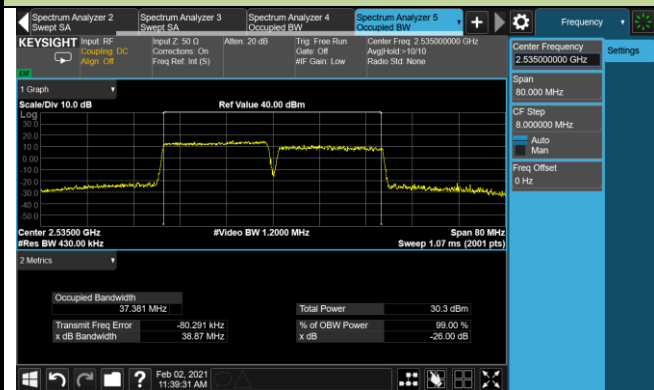 Spectrum Analyzer 2 Spectrum Analyzer 3 Spectrum Analyzer 4 Spectrum Analyzer 5 Frequency
Swept SA Swept SA Occupied BW Occupied BW
KEYSIGHT Input: RF Input Z: 50 Ω Atten: 20 dB Trig: Free Run Center Freq: 2.535000000 GHz
Coupling: DC Corrections: On Gate: Off Avg|Hold:>10/10
Align: Off Freq Ref: Int (S) #IF Gain: Low Radio Std: None
Center Frequency Settings
2.535000000 GHz
Span
80.000 MHz
CF Step
8.000000 MHz
Auto
Man
Freq Offset
0 Hz
1 Graph
Scale/Div 10.0 dB Ref Value 40.00 dBm
Log
30.0
20.0
10.0
0.00
-10.0
-20.0
-30.0
-40.0
-50.0
Center 2.53500 GHz #Video BW 1.2000 MHz Span 80 MHz
#Res BW 430.00 kHz Sweep 1.07 ms (2001 pts)
2 Metrics
Occupied Bandwidth
37.381 MHz Total Power 30.3 dBm
Transmit Freq Error -80.291 kHz % of OBW Power 99.00 %
x dB Bandwidth 38.87 MHz x dB -26.00 dB
? Feb 02, 2021
11:39:31 AM